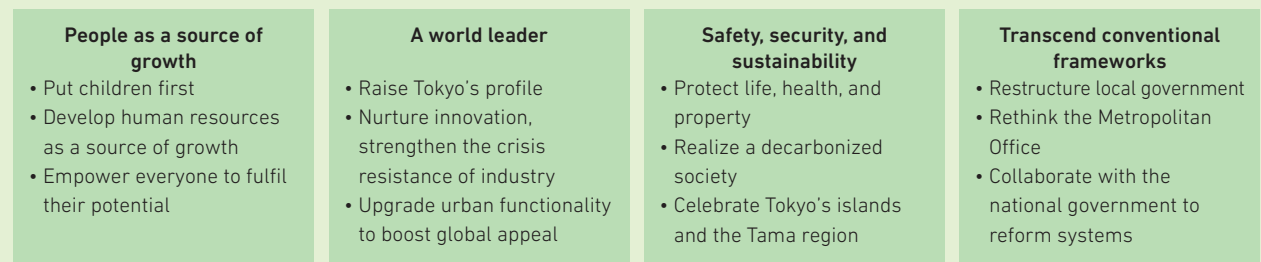 People as a source of
growth
• Put children first
• Develop human resources
as a source of growth
• Empower everyone to fulfil
their potential
A world leader
• Raise Tokyo's profile
• Nurture innovation,
strengthen the crisis
resistance of industry
• Upgrade urban functionality
to boost global appeal
Safety, security, and
sustainability
• Protect life, health, and
property
• Realize a decarbonized
society
• Celebrate Tokyo's islands
and the Tama region
Transcend conventional
frameworks
• Restructure local government
• Rethink the Metropolitan
Office
• Collaborate with the
national government to
reform systems